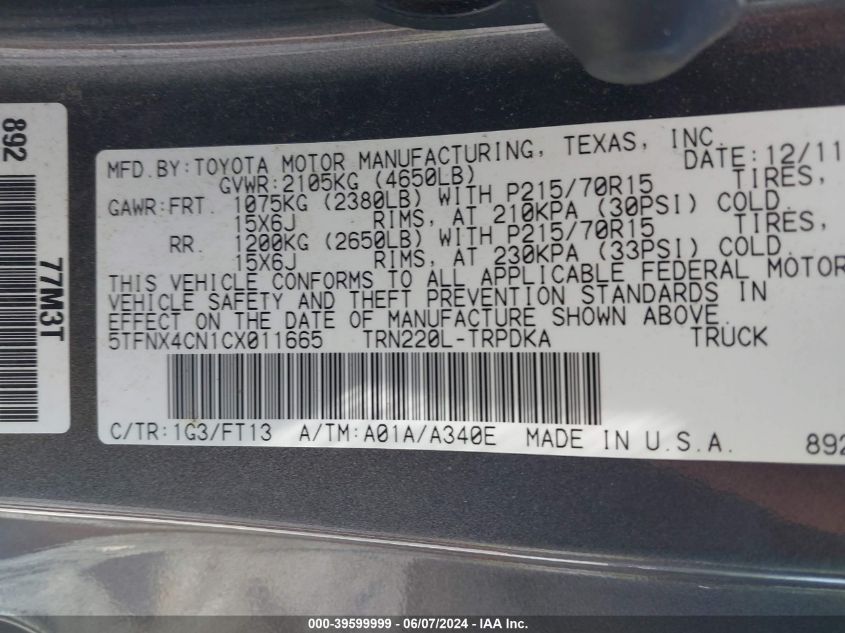 MFD.BY:TOYOTA MOTOR MANUFACTURING, TEXAS, INC. DATE:12/11
GVWR:2105KG (4650LB)
GAWR:FRT. 1075KG (2380LB) WITH P215/70R15 TIRES,
15X6J RIMS, AT 210KPA (30PSI) COLD.
RR. 1200KG (2650LB) WITH P215/70R15 TIRES,
15X6J RIMS, AT 230KPA (33PSI) COLD.
THIS VEHICLE CONFORMS TO ALL APPLICABLE FEDERAL MOTOR
VEHICLE SAFETY AND THEFT PREVENTION STANDARDS IN
EFFECT ON THE DATE OF MANUFACTURE SHOWN ABOVE.
5TFNX4CN1CX011665 TRN220L-TRPDKA TRUCK
C/TR:1G3/FT13 A/TM:A01A/A340E MADE IN U.S.A.
892
892
77M3T
000-39599999 - 06/07/2024 - IAA Inc.